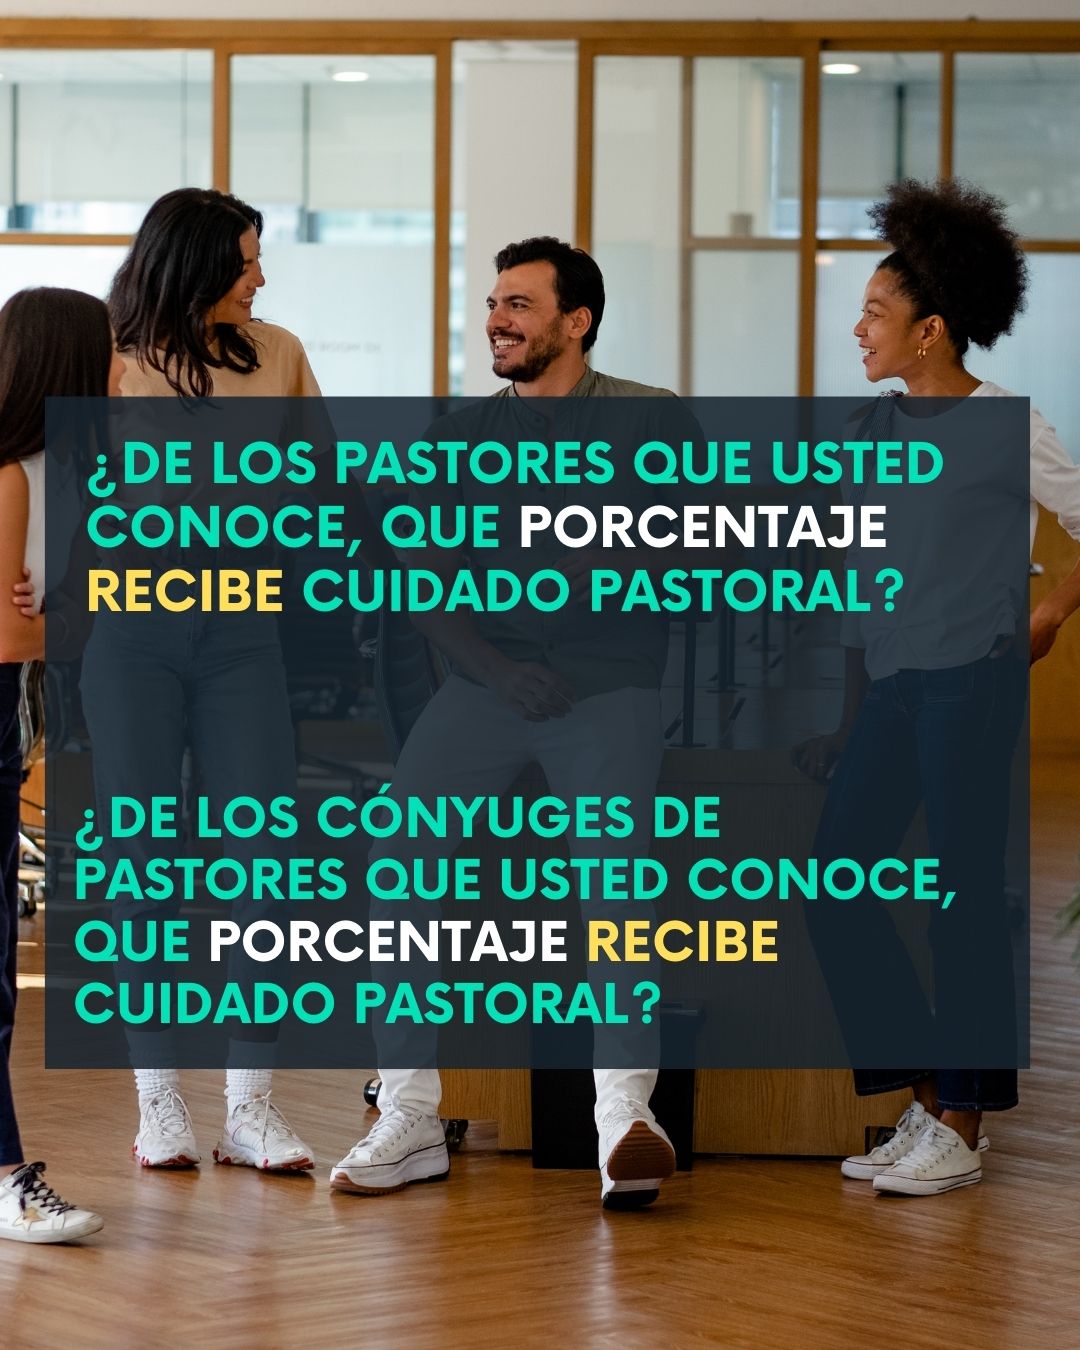 ¿DE LOS PASTORES QUE USTED
CONOCE, QUE PORCENTAJE
RECIBE CUIDADO PASTORAL?
¿DE LOS CÓNYUGES DE
PASTORES QUE USTED CONOCE,
QUE PORCENTAJE RECIBE
CUIDADO PASTORAL?